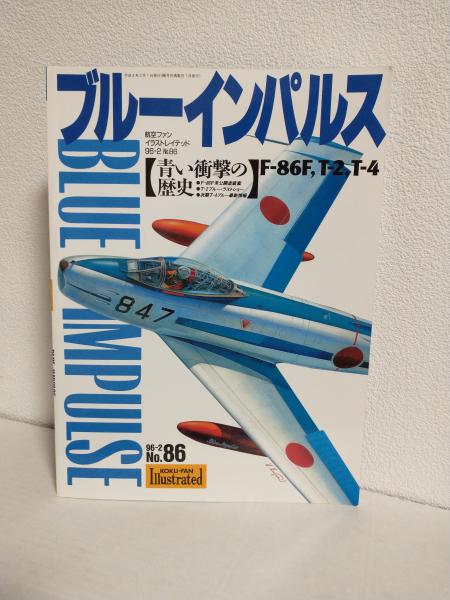 ブルーインパルス
航空ファン
イラストレイテッド
96-2 No.86
BLUE IMPULSE
【青い衝撃の歴史】
F-86F, T-2, T-4
847
96-2
No.86
KOKU-FAN
Illustrated